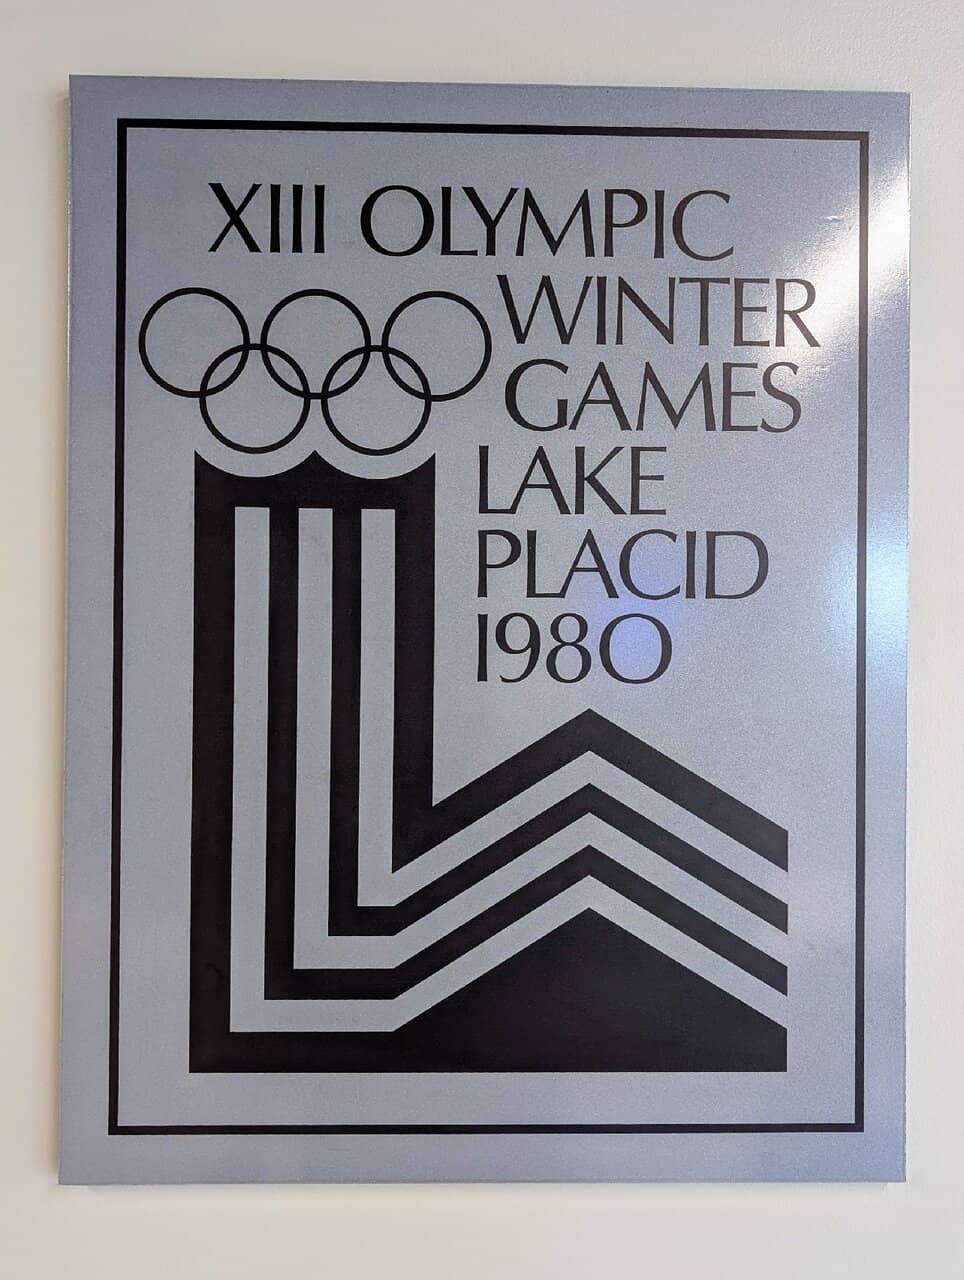 XIII OLYMPIC
WINTER
GAMES
LAKE
PLACID
1980